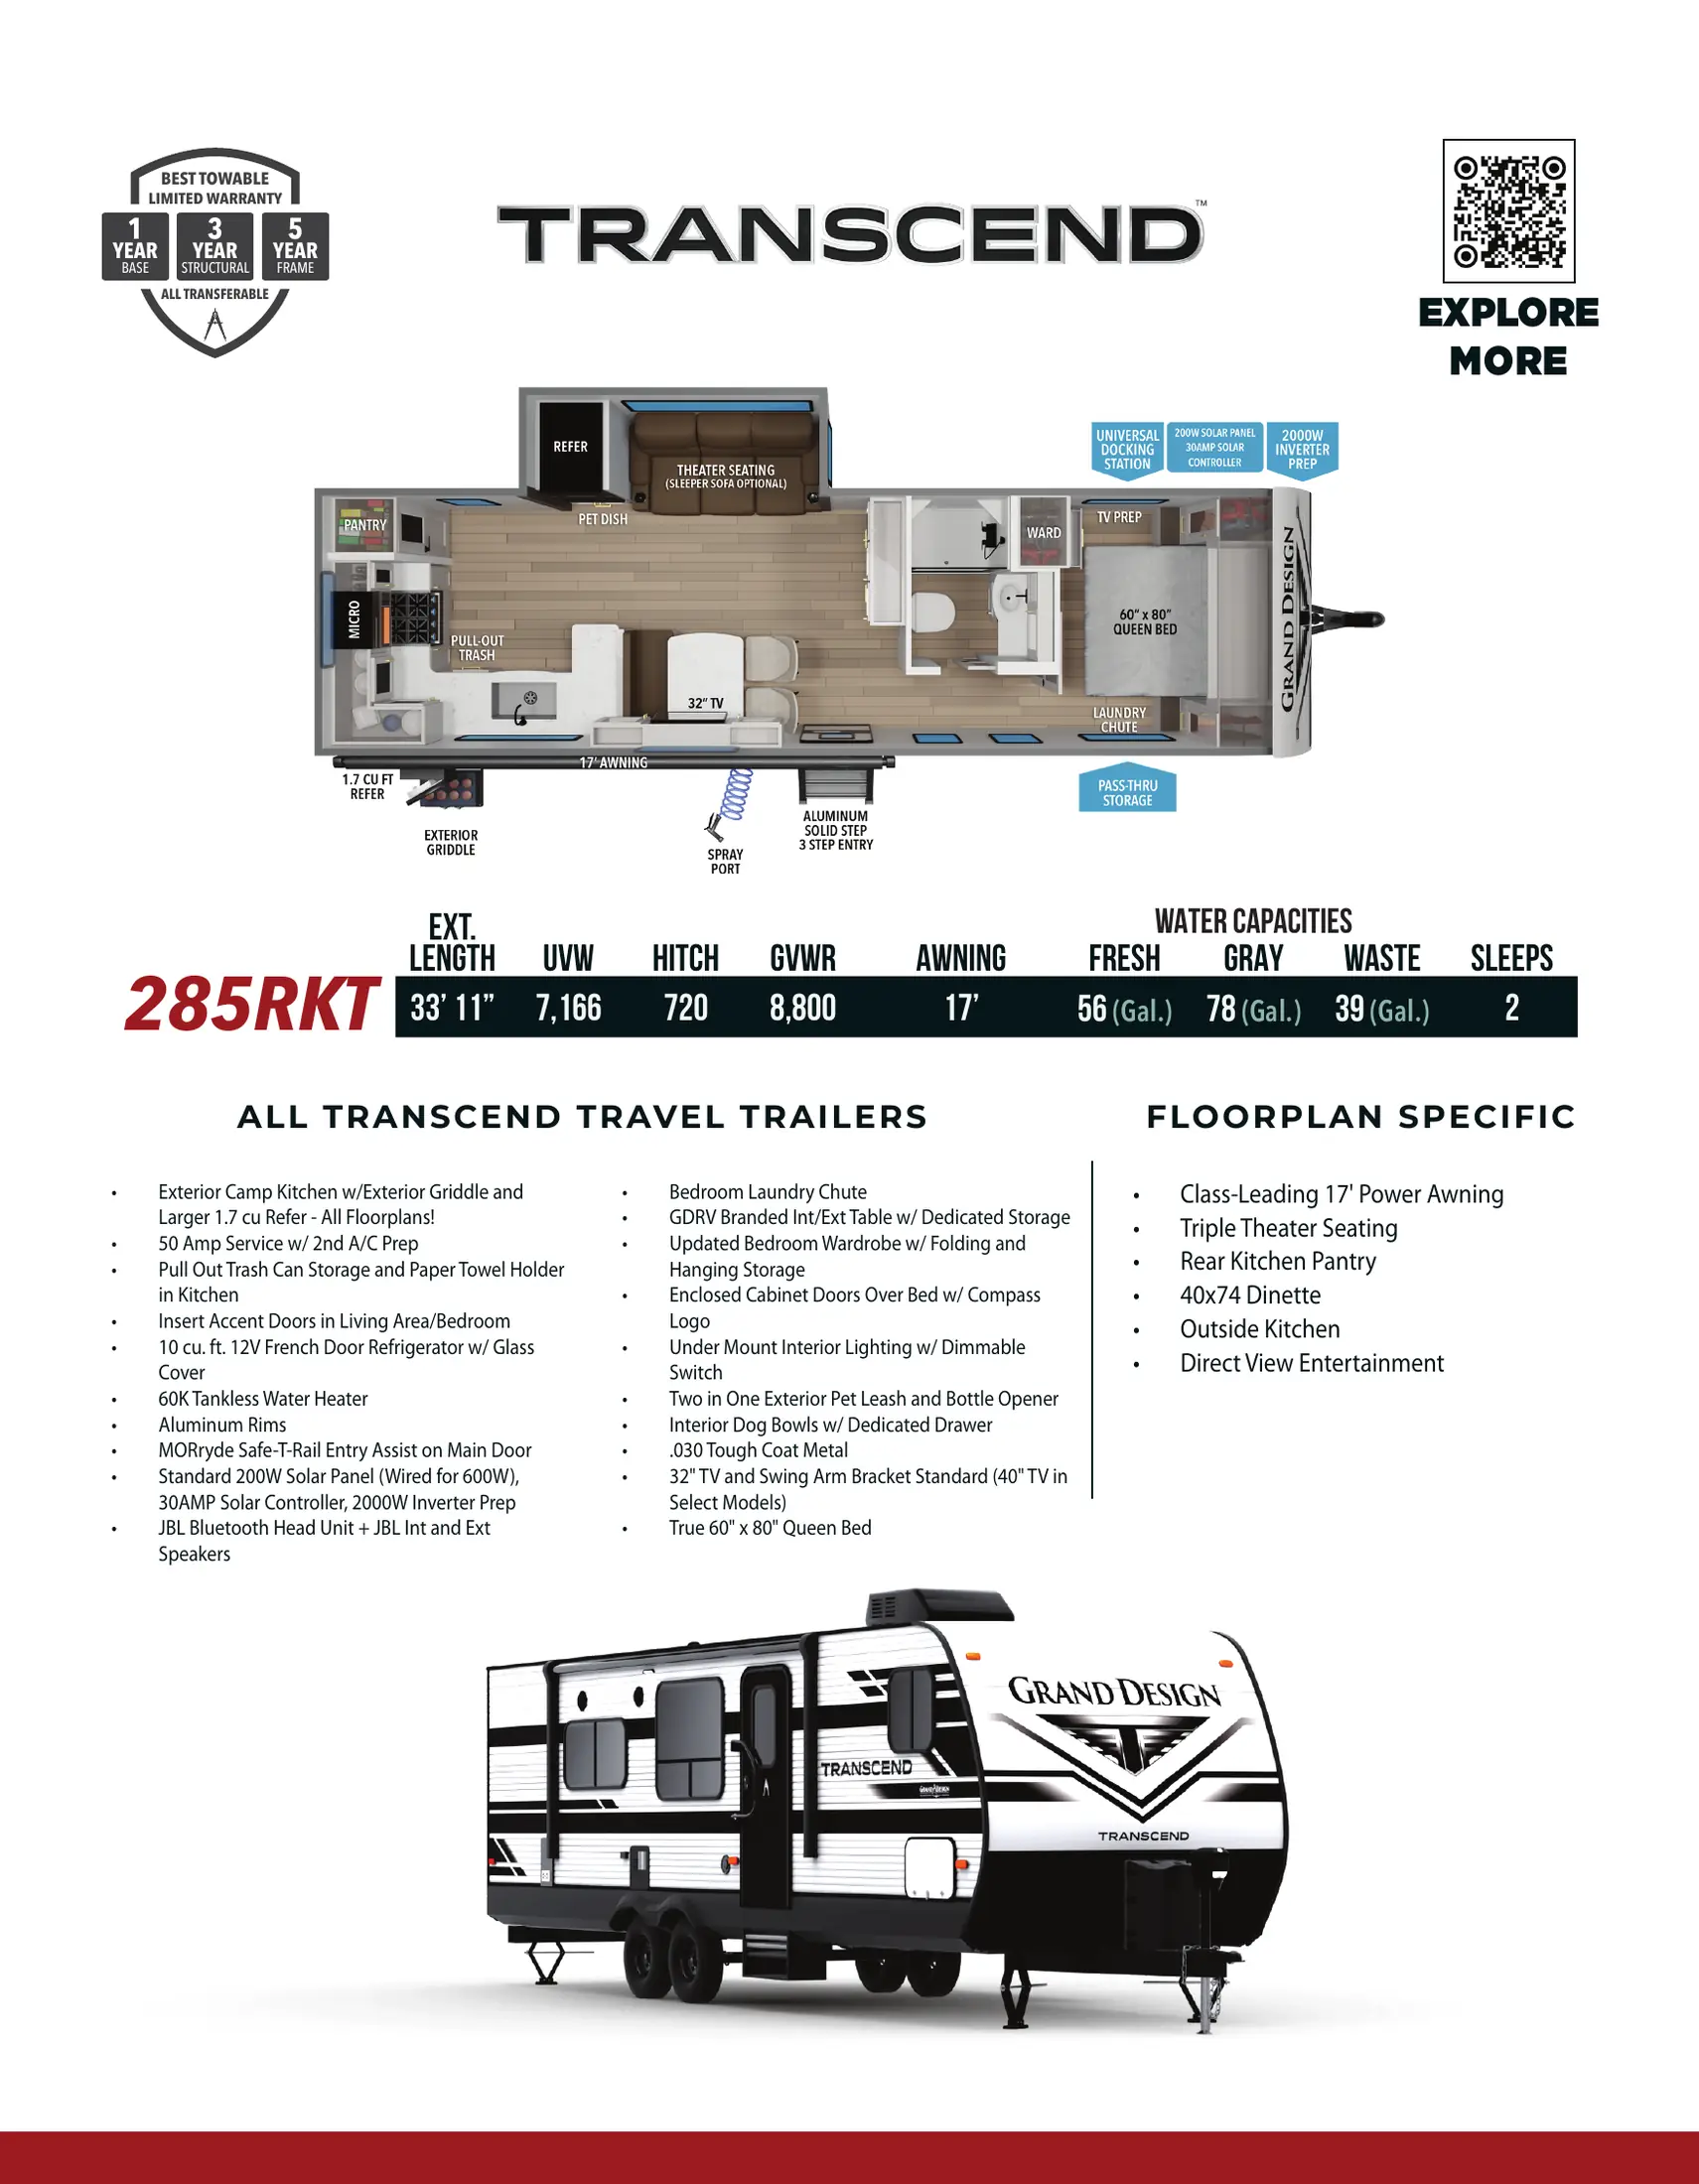 BEST TOWABLE
LIMITED WARRANTY
1 YEAR BASE
3 YEAR STRUCTURAL
5 YEAR FRAME
ALL TRANSFERABLE
TRANSCEND™
EXPLORE
MORE
REFER
THEATER SEATING
(SLEEPER SOFA OPTIONAL)
UNIVERSAL
DOCKING
STATION
200W SOLAR PANEL
30AMP SOLAR
CONTROLLER
2000W
INVERTER
PREP
PANTRY
PET DISH
WARD
TV PREP
MICRO
PULL-OUT
TRASH
60" x 80"
QUEEN BED
GRAND DESIGN
32" TV
LAUNDRY
CHUTE
17' AWNING
1.7 CU FT
REFER
EXTERIOR
GRIDDLE
SPRAY
PORT
ALUMINUM
SOLID STEP
3 STEP ENTRY
PASS-THRU
STORAGE
WATER CAPACITIES
EXT.
LENGTH UVW HITCH GVWR AWNING FRESH GRAY WASTE SLEEPS
285RKT 33' 11" 7,166 720 8,800 17' 56 (Gal.) 78 (Gal.) 39 (Gal.) 2
ALL TRANSCEND TRAVEL TRAILERS
• Exterior Camp Kitchen w/Exterior Griddle and
Larger 1.7 cu Refer - All Floorplans!
• 50 Amp Service w/ 2nd A/C Prep
• Pull Out Trash Can Storage and Paper Towel Holder
in Kitchen
• Insert Accent Doors in Living Area/Bedroom
• 10 cu. ft. 12V French Door Refrigerator w/ Glass
Cover
• 60K Tankless Water Heater
• Aluminum Rims
• MORryde Safe-T-Rail Entry Assist on Main Door
• Standard 200W Solar Panel (Wired for 600W),
30AMP Solar Controller, 2000W Inverter Prep
• JBL Bluetooth Head Unit + JBL Int and Ext
Speakers
• Bedroom Laundry Chute
• GDRV Branded Int/Ext Table w/ Dedicated Storage
• Updated Bedroom Wardrobe w/ Folding and
Hanging Storage
• Enclosed Cabinet Doors Over Bed w/ Compass
Logo
• Under Mount Interior Lighting w/ Dimmable
Switch
• Two in One Exterior Pet Leash and Bottle Opener
• Interior Dog Bowls w/ Dedicated Drawer
• .030 Tough Coat Metal
• 32" TV and Swing Arm Bracket Standard (40" TV in
Select Models)
• True 60" x 80" Queen Bed
FLOORPLAN SPECIFIC
• Class-Leading 17' Power Awning
• Triple Theater Seating
• Rear Kitchen Pantry
• 40x74 Dinette
• Outside Kitchen
• Direct View Entertainment
GRAND DESIGN
TRANSCEND
GRAND DESIGN
TRANSCEND